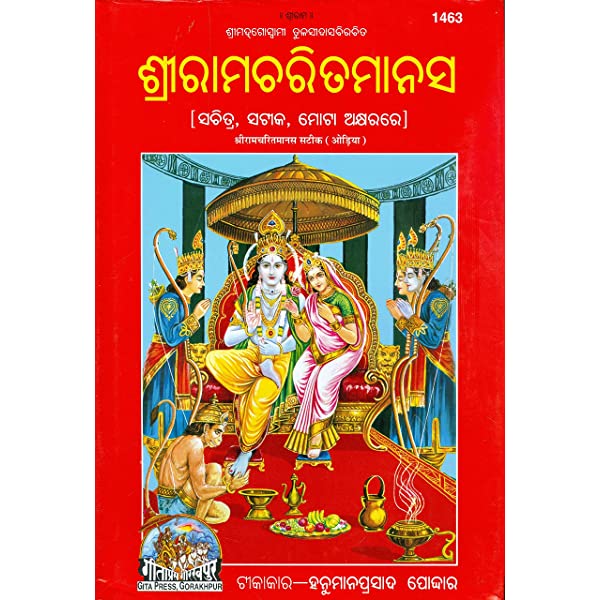 ॥ श्रीराम ॥
1463
ଶ୍ରୀମଦ୍‌ଗୋସ୍ୱାମୀ ତୁଳସୀଦାସବିରଚିତ
ଶ୍ରୀରାମଚରିତମାନସ
[ସଚିତ୍ର, ସଟୀକ, ମୋଟା ଅକ୍ଷରରେ]
श्रीरामचरितमानस सटीक (ओड़िआ)
गीताप्रेस गोरखपुर
GITA PRESS, GORAKHPUR
ଟୀକାକାର—ହନୁମାନପ୍ରସାଦ ପୋଦ୍ଦାର